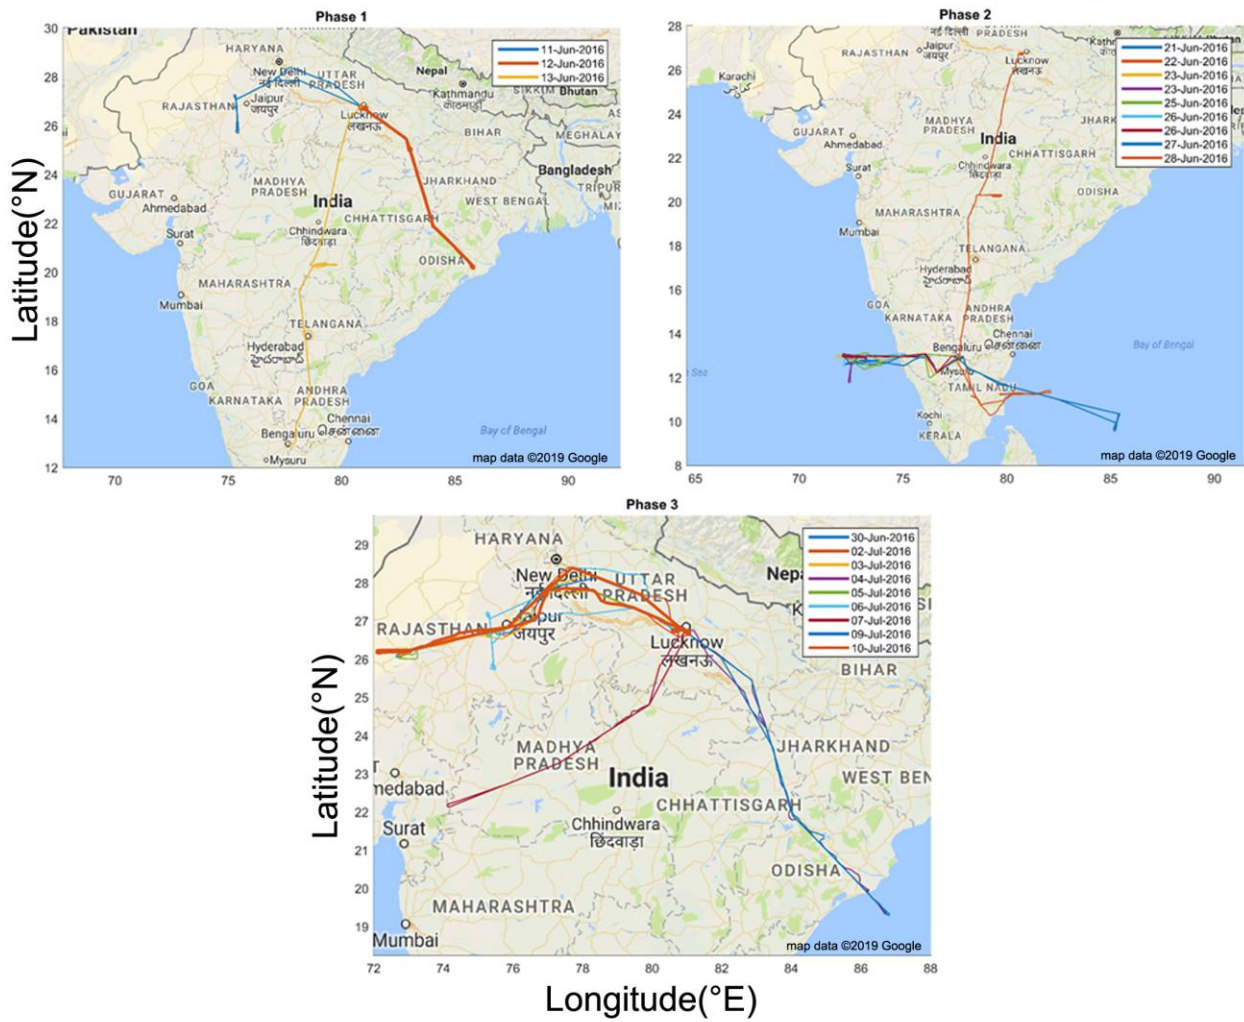 Phase 1
Latitude(°N)
30
28
26
24
22
20
18
16
14
12
70
75
80
85
90
11-Jun-2016
12-Jun-2016
13-Jun-2016
Pakistan
HARYANA
New Delhi
नई दिल्ली
UTTAR
PRADESH
Nepal
Kathmandu
काठमाडौं
SIKKIM
Bhutan
RAJASTHAN
Jaipur
जयपुर
Lucknow
लखनऊ
BIHAR
MEGHALAY
Bangladesh
TRIPUR
GUJARAT
Ahmedabad
MADHYA
PRADESH
JHARKHAND
WEST BENGAL
India
CHHATTISGARH
Chhindwara
छिंदवाड़ा
Surat
ODISHA
MAHARASHTRA
Mumbai
TELANGANA
Hyderabad
హైదరాబాద్
GOA
KARNATAKA
ANDHRA
PRADESH
Chennai
சென்னை
Bengaluru
Mysuru
Bay of Bengal
map data ©2019 Google
Phase 2
28
26
24
22
20
18
16
14
12
10
8
65
70
75
80
85
90
21-Jun-2016
22-Jun-2016
23-Jun-2016
23-Jun-2016
25-Jun-2016
26-Jun-2016
26-Jun-2016
27-Jun-2016
28-Jun-2016
PRADESH
RAJASTHAN
Jaipur
जयपुर
Lucknow
लखनऊ
Karachi
GUJARAT
Ahmedabad
MADHYA
PRADESH
India
JHARK
CHHATTISGARH
Chhindwara
छिंदवाड़ा
Surat
ODISHA
MAHARASHTRA
Mumbai
TELANGANA
Hyderabad
హైదరాబాద్
GOA
KARNATAKA
ANDHRA
PRADESH
Chennai
சென்னை
Bengaluru
Mysuru
TAMIL NADU
Kochi
KERALA
Bay of Bengal
map data ©2019 Google
Phase 3
Latitude(°N)
29
28
27
26
25
24
23
22
21
20
19
72
74
76
78
80
82
84
86
88
Longitude(°E)
30-Jun-2016
02-Jul-2016
03-Jul-2016
04-Jul-2016
05-Jul-2016
06-Jul-2016
07-Jul-2016
09-Jul-2016
10-Jul-2016
HARYANA
New Delhi
नई दिल्ली
UTTAR
PRADESH
Nepa
Jaipur
जयपुर
RAJASTHAN
Lucknow
लखनऊ
BIHAR
MADHYA
PRADESH
JHARKHAND
WEST BEN
India
medabad
CHHATTISGARH
Chhindwara
छिंदवाड़ा
Surat
ODISHA
MAHARASHTRA
Mumbai
map data ©2019 Google